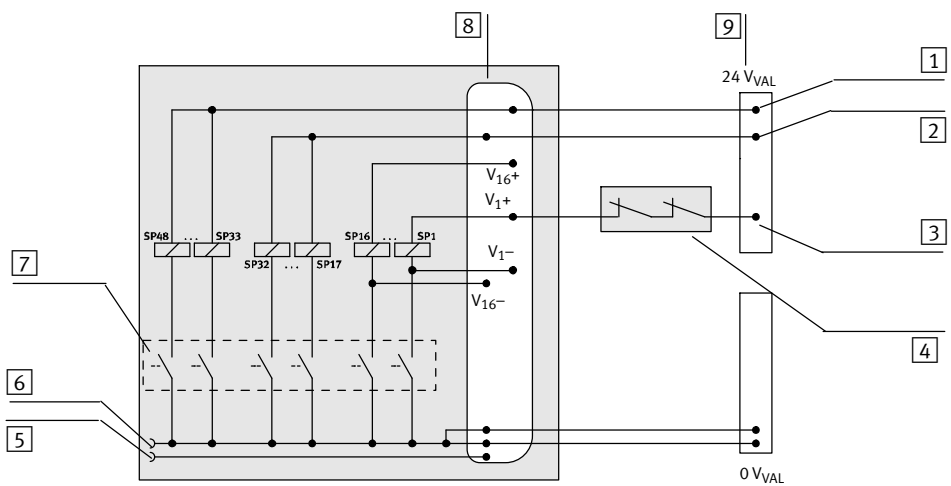 8
9
1
24 VVAL
2
V16+
V1+
SP48 ... SP33
SP16 ... SP1
SP32 ... SP17
V1–
3
7
V16–
4
6
5
0 VVAL